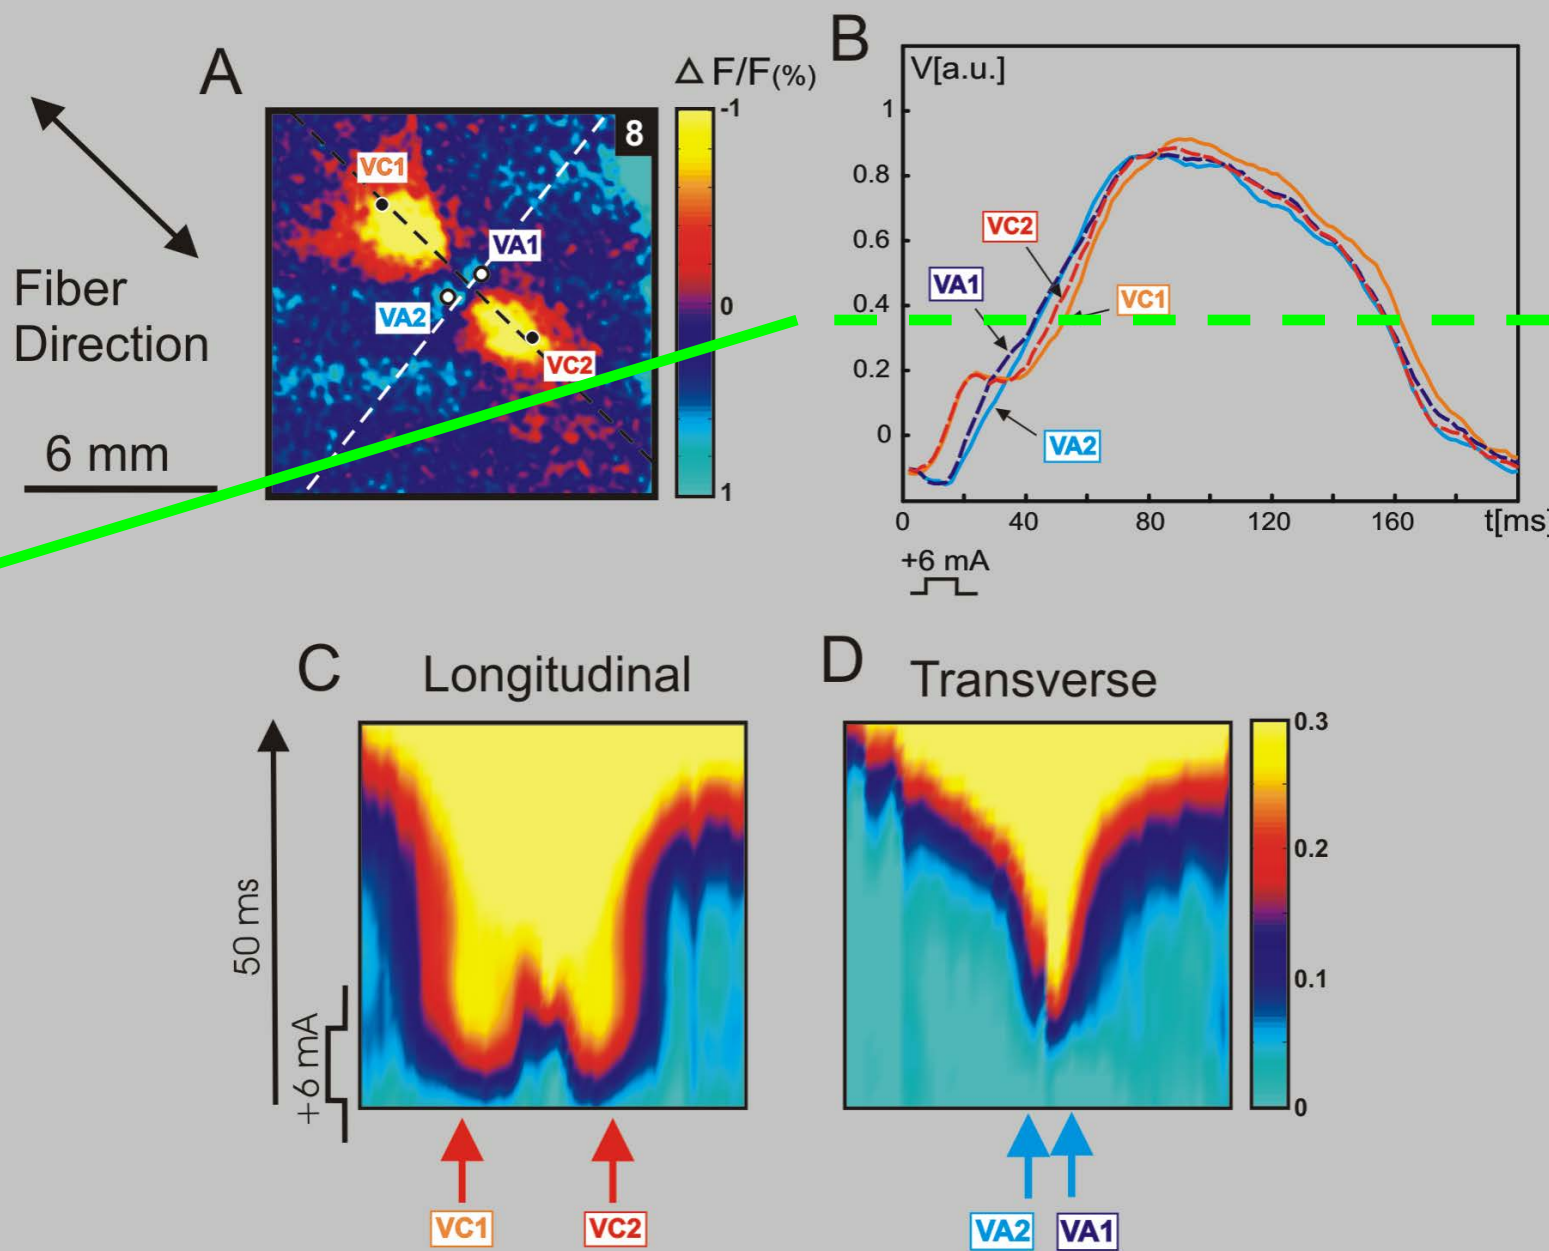 A
△ F/F(%)
-1
0
1
8
VC1
VA1
VA2
VC2
Fiber
Direction
6 mm
B
V[a.u.]
1
0.8
0.6
0.4
0.2
0
VC2
VA1
VC1
VA2
0 40 80 120 160 t[ms]
+6 mA
C Longitudinal
50 ms
+6 mA
VC1 VC2
D Transverse
0.3
0.2
0.1
0
VA2 VA1